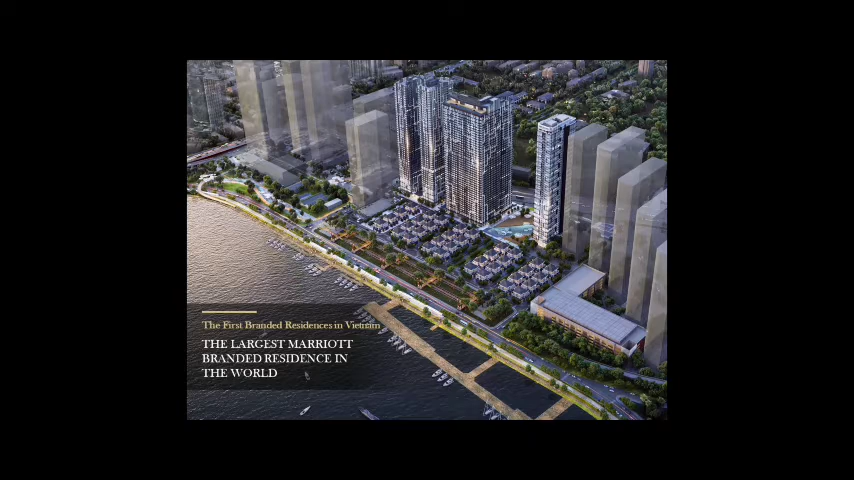 The First Branded Residences in Vietnam
THE LARGEST MARRIOTT
BRANDED RESIDENCE IN
THE WORLD